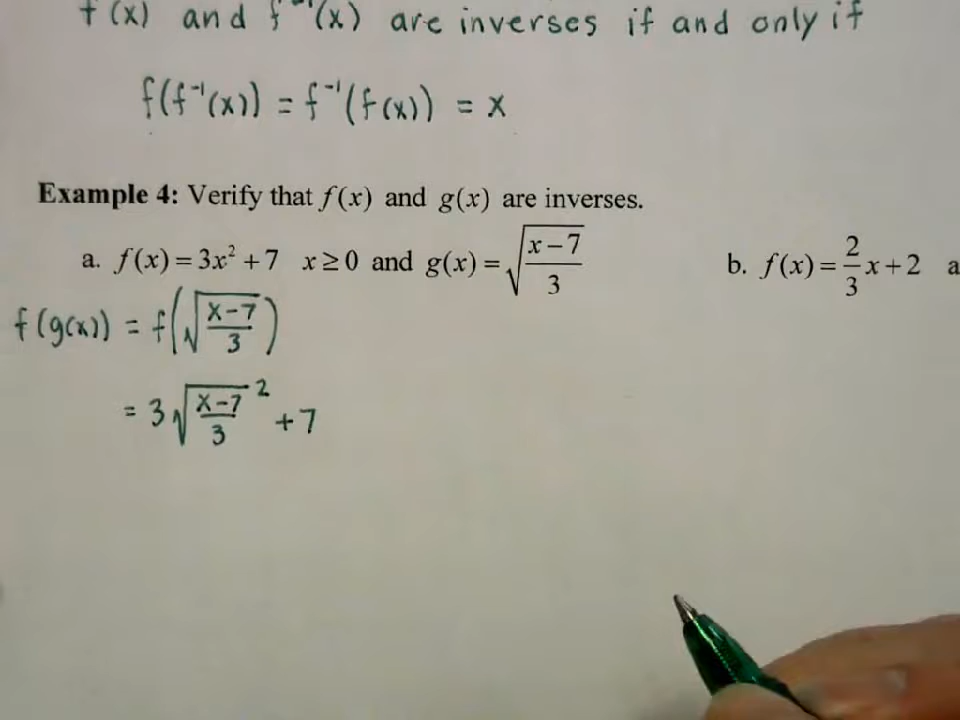 f(x) and f⁻¹(x) are inverses if and only if
f(f⁻¹(x)) = f⁻¹(f(x)) = x
Example 4: Verify that f(x) and g(x) are inverses.
a. f(x) = 3x² + 7 x ≥ 0 and g(x) = √((x−7)/3)
b. f(x) = 2/3 x + 2 a
f(g(x)) = f(√((x−7)/3))
= 3√((x−7)/3)² + 7